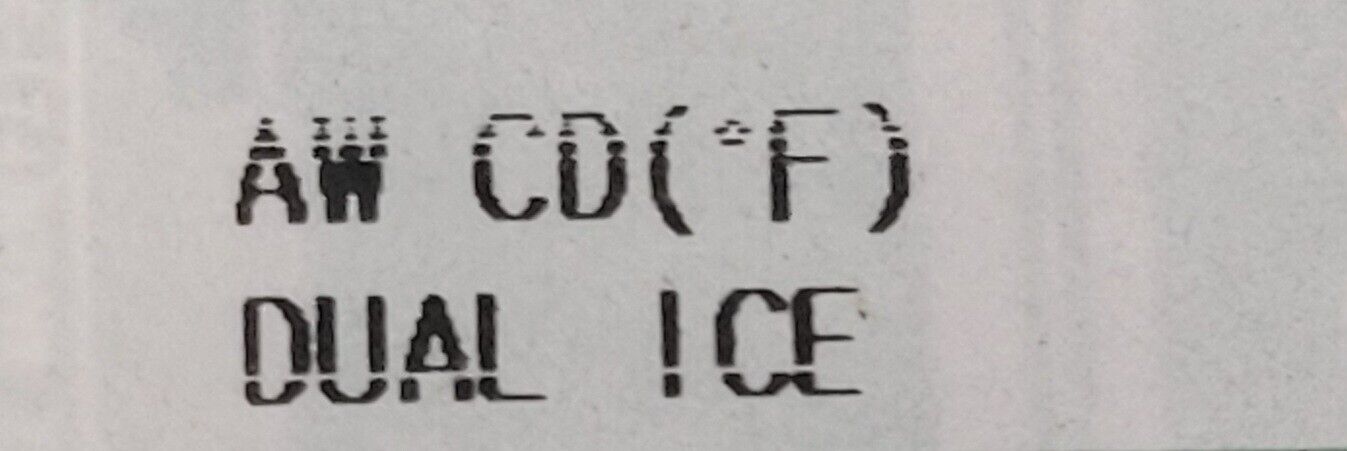 AW CD(°F)
DUAL ICE